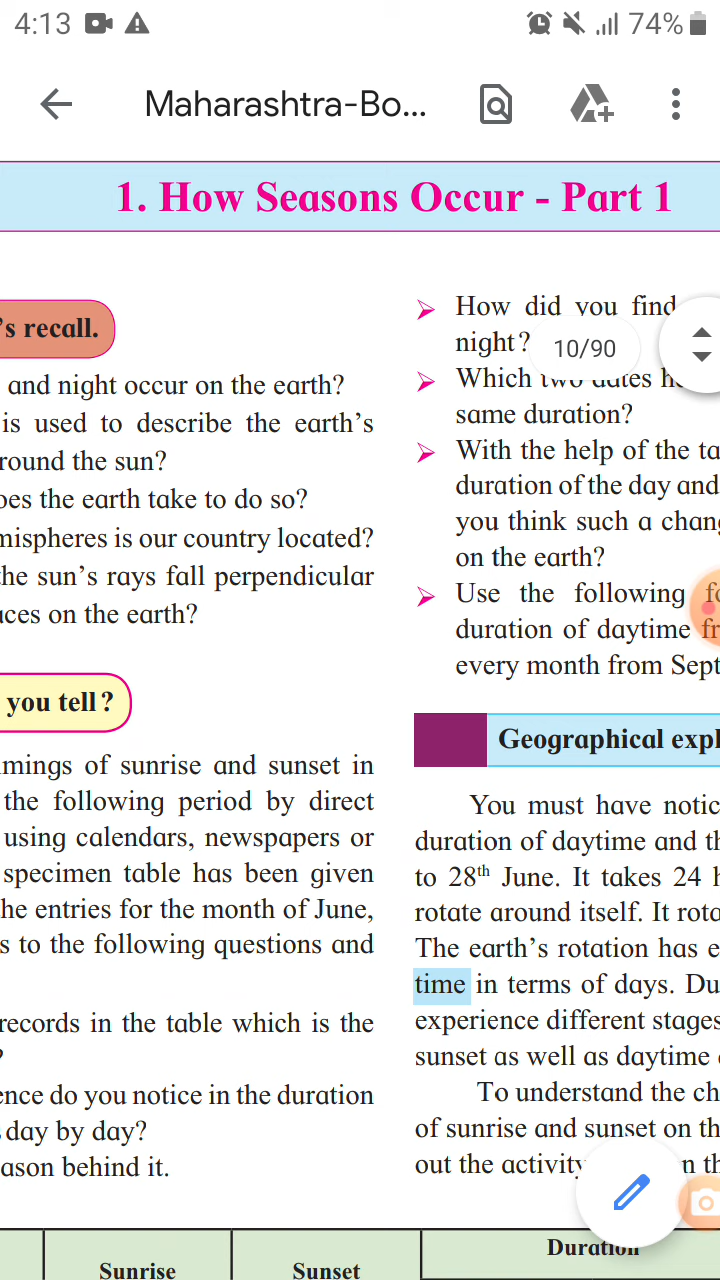 4:13
74%
Maharashtra-Bo...
1. How Seasons Occur - Part 1
's recall.
and night occur on the earth?
is used to describe the earth's
round the sun?
oes the earth take to do so?
mispheres is our country located?
the sun's rays fall perpendicular
aces on the earth?
you tell ?
mings of sunrise and sunset in
the following period by direct
using calendars, newspapers or
specimen table has been given
he entries for the month of June,
s to the following questions and
records in the table which is the
?
ence do you notice in the duration
day by day?
ason behind it.
How did you find
night?
10/90
Which two dates
same duration?
With the help of the ta
duration of the day and
you think such a chang
on the earth?
Use the following fo
duration of daytime fr
every month from Sept
Geographical expl
You must have notic
duration of daytime and th
to 28th June. It takes 24 h
rotate around itself. It rota
The earth's rotation has e
time in terms of days. Du
experience different stages
sunset as well as daytime
To understand the ch
of sunrise and sunset on th
out the activity n th
Sunrise
Sunset
Duration